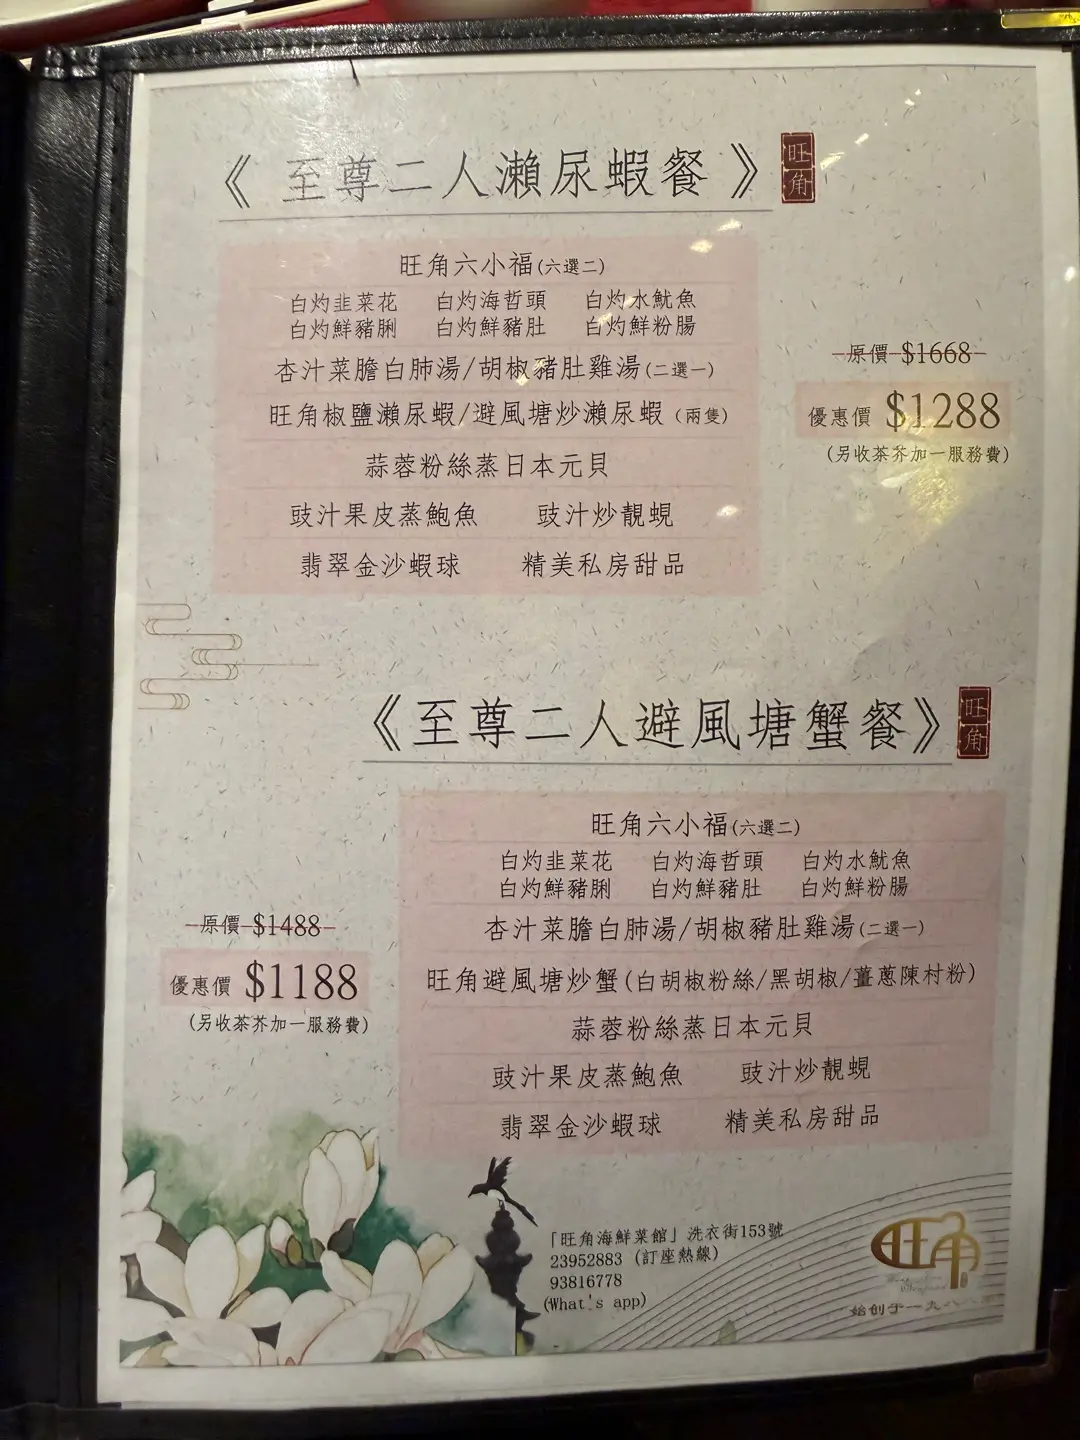 《至尊二人瀨尿蝦餐》
旺角
旺角六小福(六選二)
白灼韭菜花 白灼海哲頭 白灼水魷魚
白灼鮮豬脷 白灼鮮豬肚 白灼鮮粉腸
杏汁菜膽白肺湯/胡椒豬肚雞湯(二選一)
旺角椒鹽瀨尿蝦/避風塘炒瀨尿蝦(兩隻)
蒜蓉粉絲蒸日本元貝
豉汁果皮蒸鮑魚 豉汁炒靚蜆
翡翠金沙蝦球 精美私房甜品
原價 $1668
優惠價 $1288
(另收茶芥加一服務費)
《至尊二人避風塘蟹餐》
旺角
旺角六小福(六選二)
白灼韭菜花 白灼海哲頭 白灼水魷魚
白灼鮮豬脷 白灼鮮豬肚 白灼鮮粉腸
杏汁菜膽白肺湯/胡椒豬肚雞湯(二選一)
旺角避風塘炒蟹(白胡椒粉絲/黑胡椒/薑蔥陳村粉)
蒜蓉粉絲蒸日本元貝
豉汁果皮蒸鮑魚 豉汁炒靚蜆
翡翠金沙蝦球 精美私房甜品
原價 $1488
優惠價 $1188
(另收茶芥加一服務費)
「旺角海鮮菜館」洗衣街153號
23952883 (訂座熱線)
93816778
(What's app)
旺角
始创于一九八八